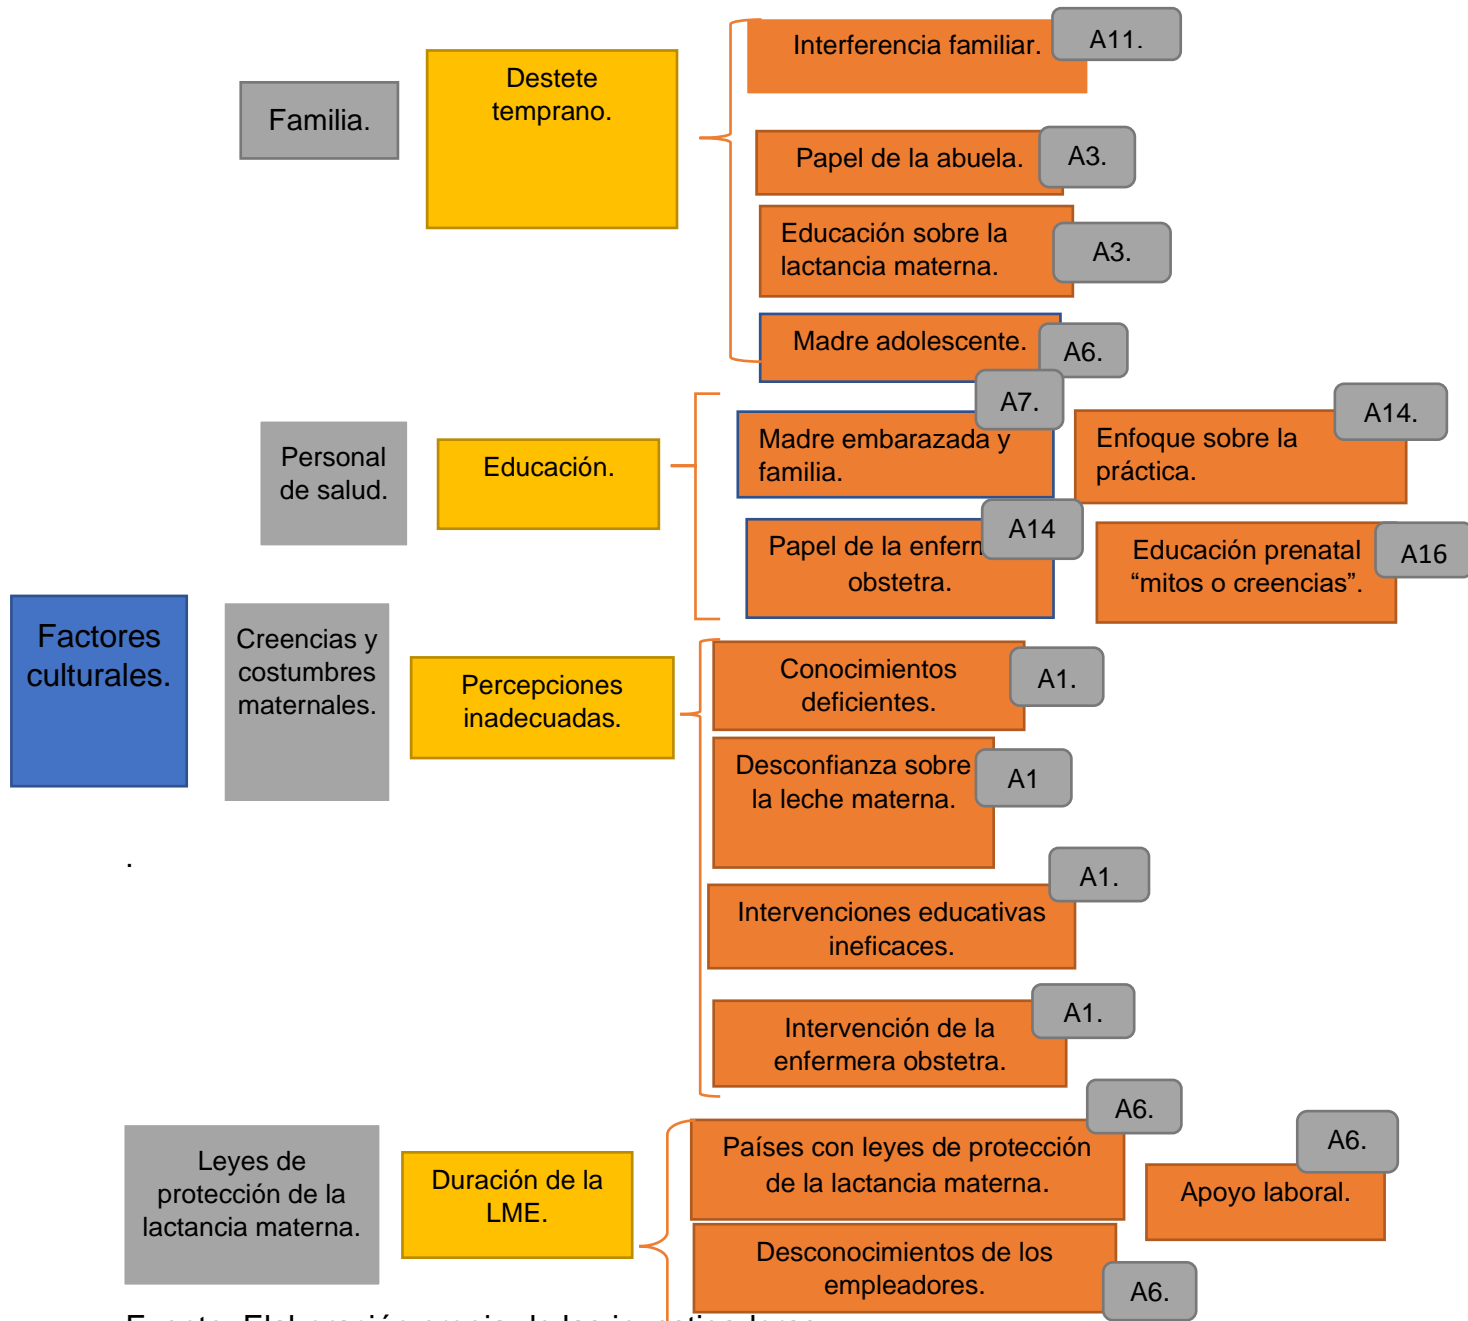 Interferencia familiar.
A11.
Destete
temprano.
Familia.
Papel de la abuela.
A3.
Educación sobre la
lactancia materna.
A3.
Madre adolescente.
A6.
A7.
Madre embarazada y
familia.
Enfoque sobre la
práctica.
A14.
Personal
de salud.
Educación.
Papel de la enferm
obstetra.
A14
Educación prenatal
“mitos o creencias”.
A16
Factores
culturales.
Creencias y
costumbres
maternales.
Percepciones
inadecuadas.
Conocimientos
deficientes.
A1.
Desconfianza sobre
la leche materna.
A1
.
Intervenciones educativas
ineficaces.
A1.
Intervención de la
enfermera obstetra.
A1.
Leyes de
protección de la
lactancia materna.
Duración de la
LME.
Países con leyes de protección
de la lactancia materna.
A6.
Apoyo laboral.
A6.
Desconocimientos de los
empleadores.
A6.